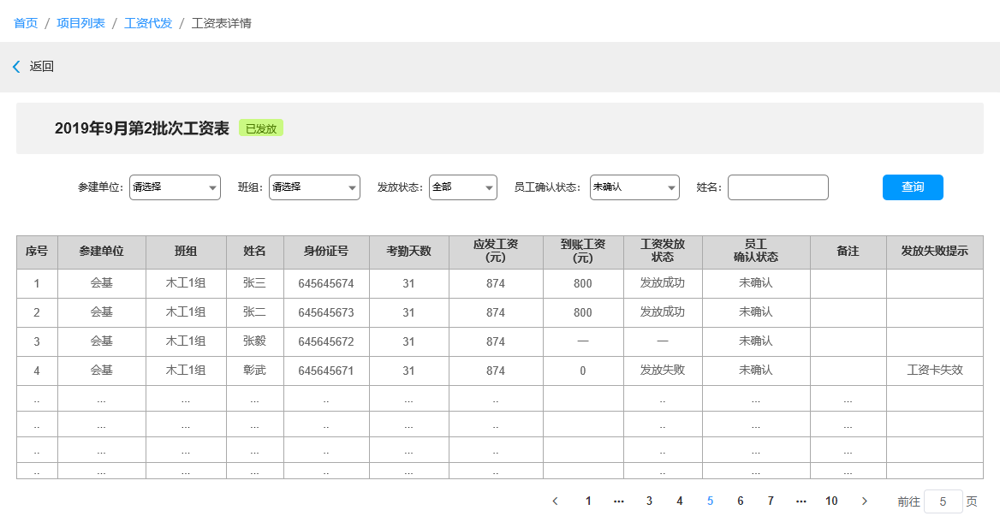 首页 / 项目列表 / 工资代发 / 工资表详情
返回
2019年9月第2批次工资表 已发放
参建单位: 请选择 班组: 请选择 发放状态: 全部 员工确认状态: 未确认 姓名: 查询
序号 参建单位 班组 姓名 身份证号 考勤天数 应发工资(元) 到账工资(元) 工资发放状态 员工确认状态 备注 发放失败提示
1 会基 木工1组 张三 645645674 31 874 800 发放成功 未确认
2 会基 木工1组 张二 645645673 31 874 800 发放成功 未确认
3 会基 木工1组 张毅 645645672 31 874 — — 未确认
4 会基 木工1组 彰武 645645671 31 874 0 发放失败 未确认 工资卡失效
.. ... ... ... .. ... .. .. ... ...
.. ... ... ... .. ... .. .. ... ...
.. ... ... ... .. ... .. .. ... ...
.. ... ... ... .. ... .. .. ... ...
< 1 ... 3 4 5 6 7 ... 10 > 前往 5 页